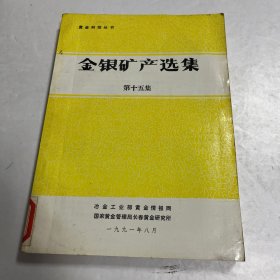 黄金科技丛书
金银矿产选集
第十五集
冶金工业部黄金情报网
国家黄金管理局长春黄金研究所
一九九一年八月